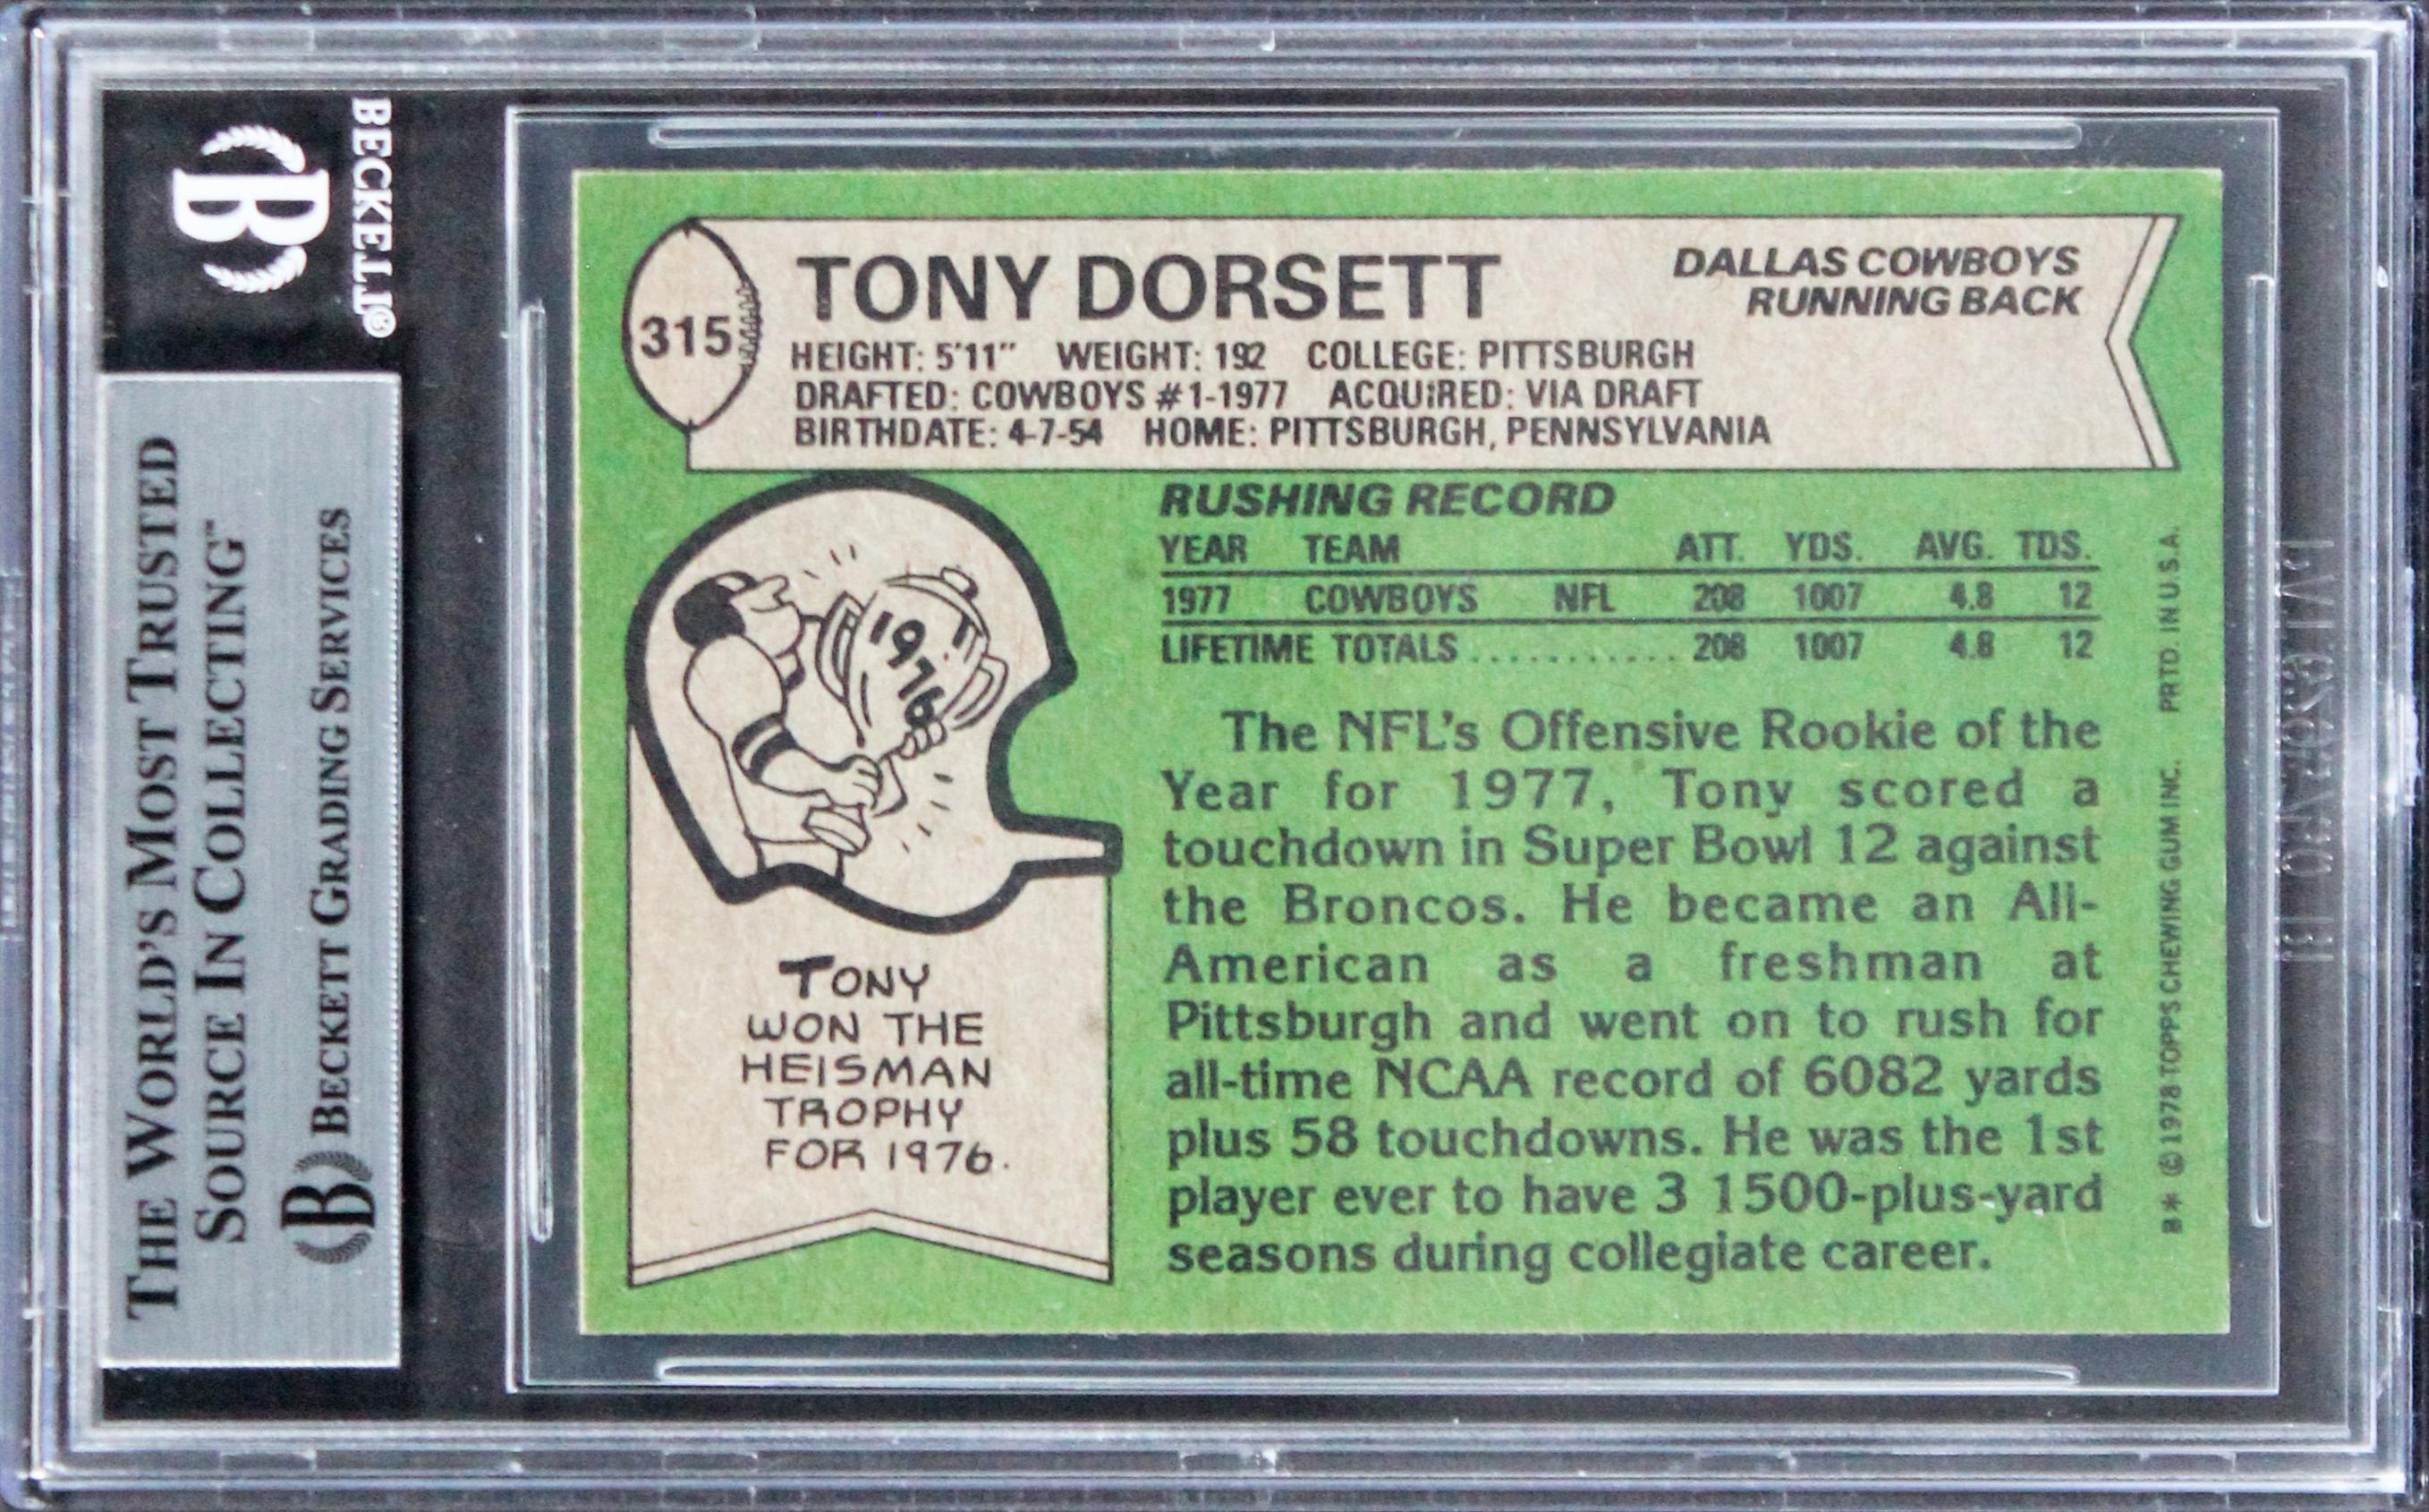 BECKETT®
B
THE WORLD'S MOST TRUSTED
SOURCE IN COLLECTING™
B BECKETT GRADING SERVICES
315
TONY DORSETT
DALLAS COWBOYS
RUNNING BACK
HEIGHT: 5'11" WEIGHT: 192 COLLEGE: PITTSBURGH
DRAFTED: COWBOYS #1-1977 ACQUIRED: VIA DRAFT
BIRTHDATE: 4-7-54 HOME: PITTSBURGH, PENNSYLVANIA
1976
TONY
WON THE
HEISMAN
TROPHY
FOR 1976.
RUSHING RECORD
YEAR TEAM ATT. YDS. AVG. TDS.
1977 COWBOYS NFL 208 1007 4.8 12
LIFETIME TOTALS ............ 208 1007 4.8 12
The NFL's Offensive Rookie of the
Year for 1977, Tony scored a
touchdown in Super Bowl 12 against
the Broncos. He became an All-
American as a freshman at
Pittsburgh and went on to rush for
all-time NCAA record of 6082 yards
plus 58 touchdowns. He was the 1st
player ever to have 3 1500-plus-yard
seasons during collegiate career.
B* ©1978 TOPPS CHEWING GUM INC. PRTD. IN U.S.A.